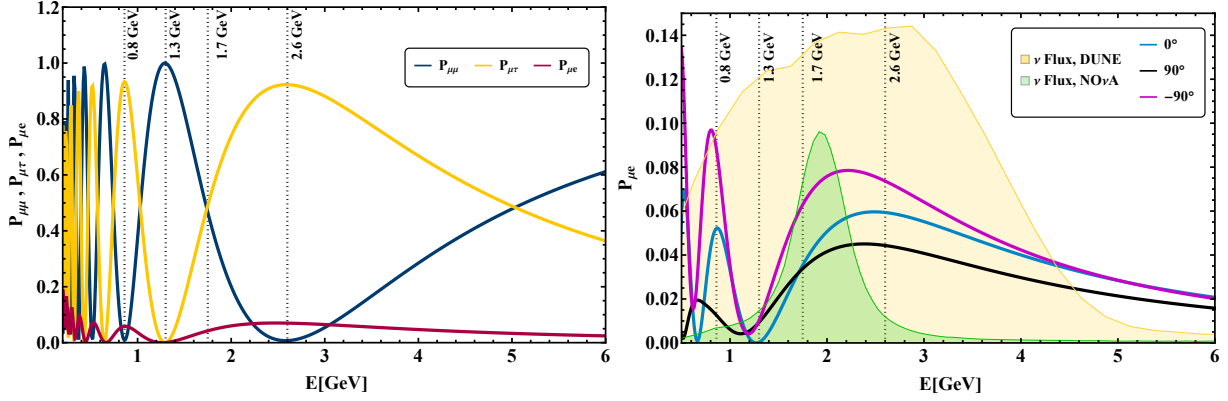 1.2
1.0
0.8
0.6
0.4
0.2
0.0
P_μμ , P_μτ , P_μe
0.8 GeV
1.3 GeV
1.7 GeV
2.6 GeV
P_μμ P_μτ P_μe
1 2 3 4 5 6
E[GeV]
0.14
0.12
0.10
0.08
0.06
0.04
0.02
0.00
P_μe
0.8 GeV
1.3 GeV
1.7 GeV
2.6 GeV
ν Flux, DUNE
ν Flux, NOνA
0°
90°
−90°
1 2 3 4 5 6
E[GeV]